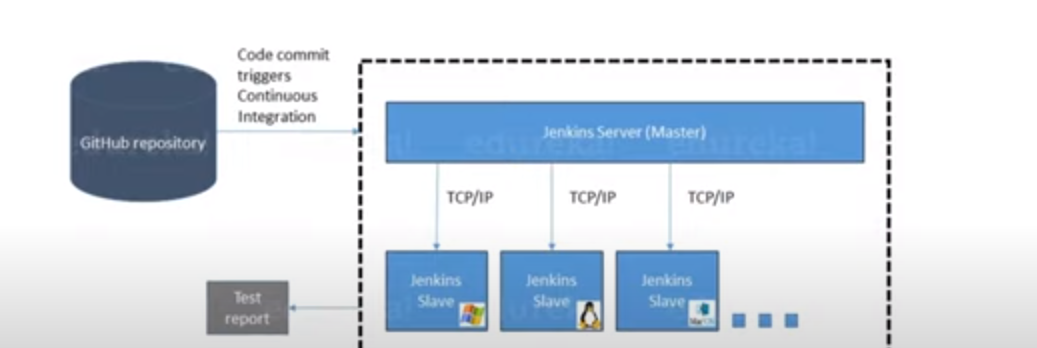 Code commit
triggers
Continuous
Integration
GitHub repository
Jenkins Server (Master)
edureka!
edureka!
TCP/IP
TCP/IP
TCP/IP
Jenkins
Slave
Jenkins
Slave
Jenkins
Slave
Test
report